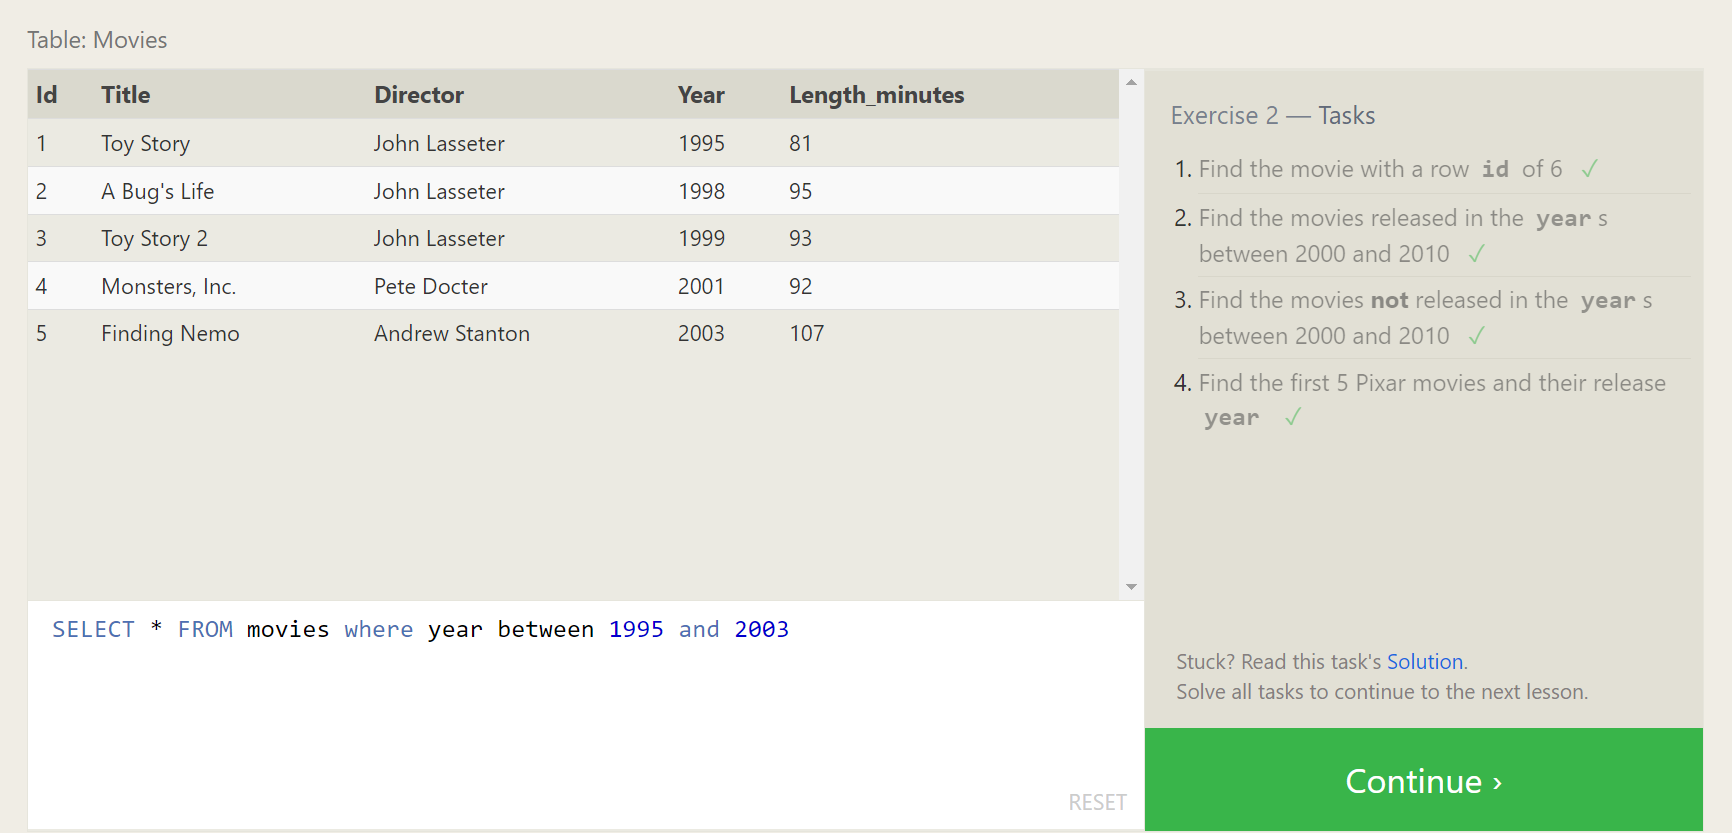 Table: Movies
Id Title Director Year Length_minutes
1 Toy Story John Lasseter 1995 81
2 A Bug's Life John Lasseter 1998 95
3 Toy Story 2 John Lasseter 1999 93
4 Monsters, Inc. Pete Docter 2001 92
5 Finding Nemo Andrew Stanton 2003 107
SELECT * FROM movies where year between 1995 and 2003
RESET
Exercise 2 — Tasks
1. Find the movie with a row id of 6 ✓
2. Find the movies released in the year s
between 2000 and 2010 ✓
3. Find the movies not released in the year s
between 2000 and 2010 ✓
4. Find the first 5 Pixar movies and their release
year ✓
Stuck? Read this task's Solution.
Solve all tasks to continue to the next lesson.
Continue ›